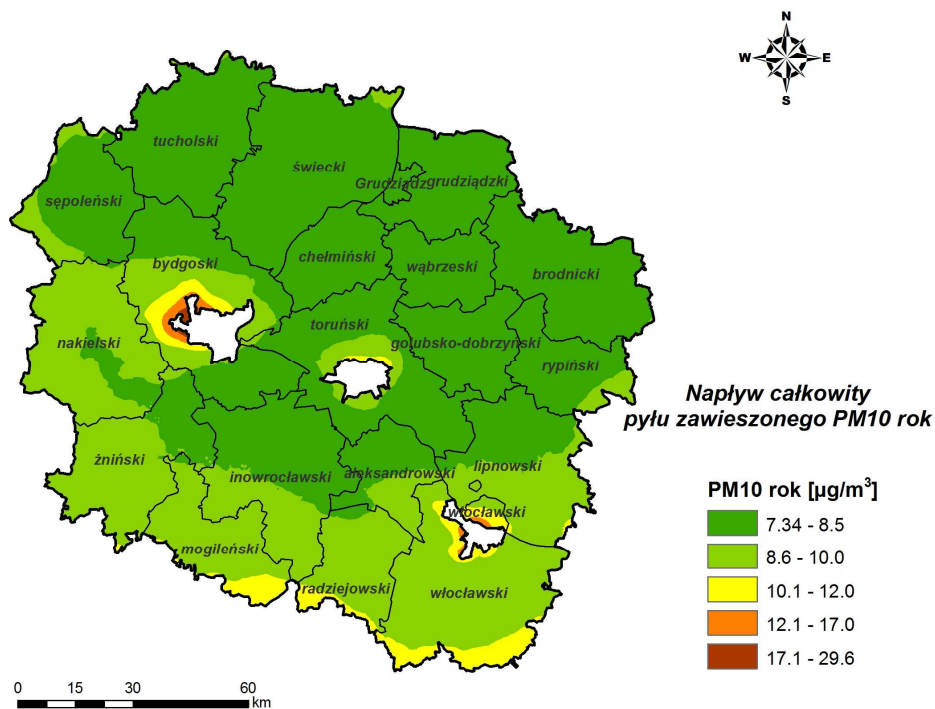 N
W E
S
tucholski
świecki
Grudziądz grudziądzki
sępoleński
chełmiński
wąbrzeski
brodnicki
bydgoski
toruński
golubsko-dobrzyński
rypiński
nakielski
Napływ całkowity
pyłu zawieszonego PM10 rok
żniński
inowrocławski
aleksandrowski
lipnowski
PM10 rok [µg/m³]
włocławski
7.34 - 8.5
8.6 - 10.0
10.1 - 12.0
12.1 - 17.0
17.1 - 29.6
mogileński
radziejowski
włocławski
0 15 30 60
km